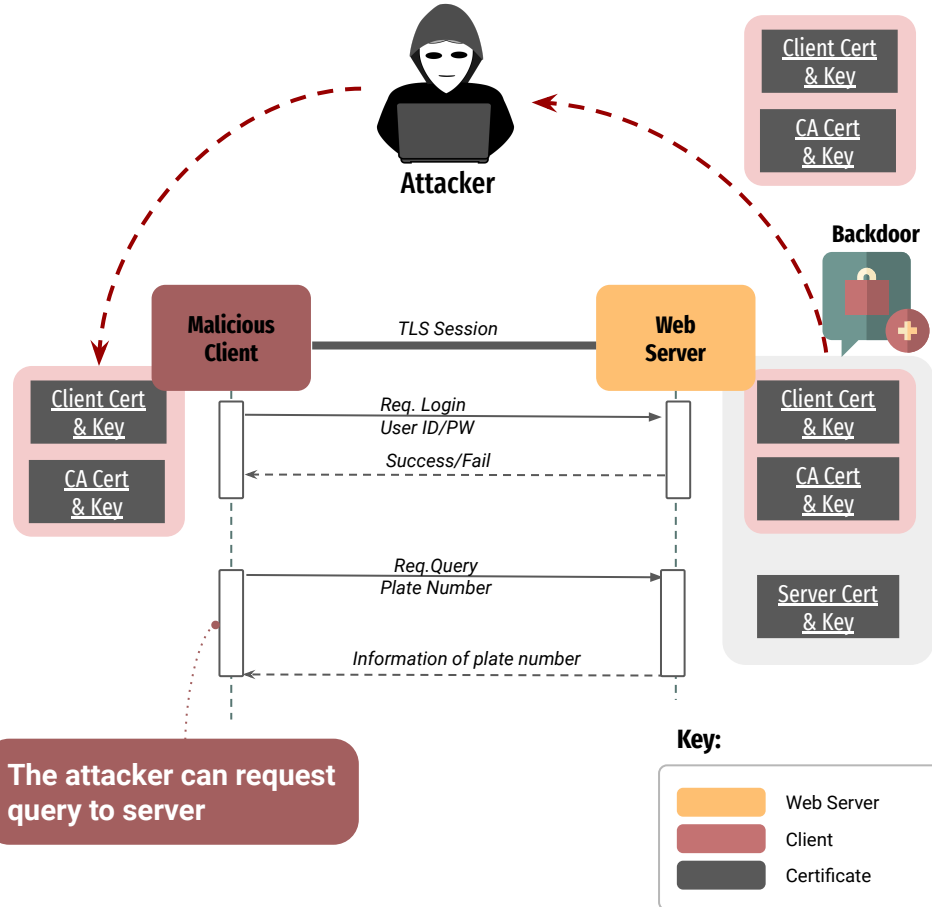 Client Cert
& Key
CA Cert
& Key
Attacker
Backdoor
Malicious
Client
TLS Session
Web
Server
Client Cert
& Key
CA Cert
& Key
Req. Login
User ID/PW
Success/Fail
Client Cert
& Key
CA Cert
& Key
Req.Query
Plate Number
Server Cert
& Key
Information of plate number
The attacker can request
query to server
Key:
Web Server
Client
Certificate